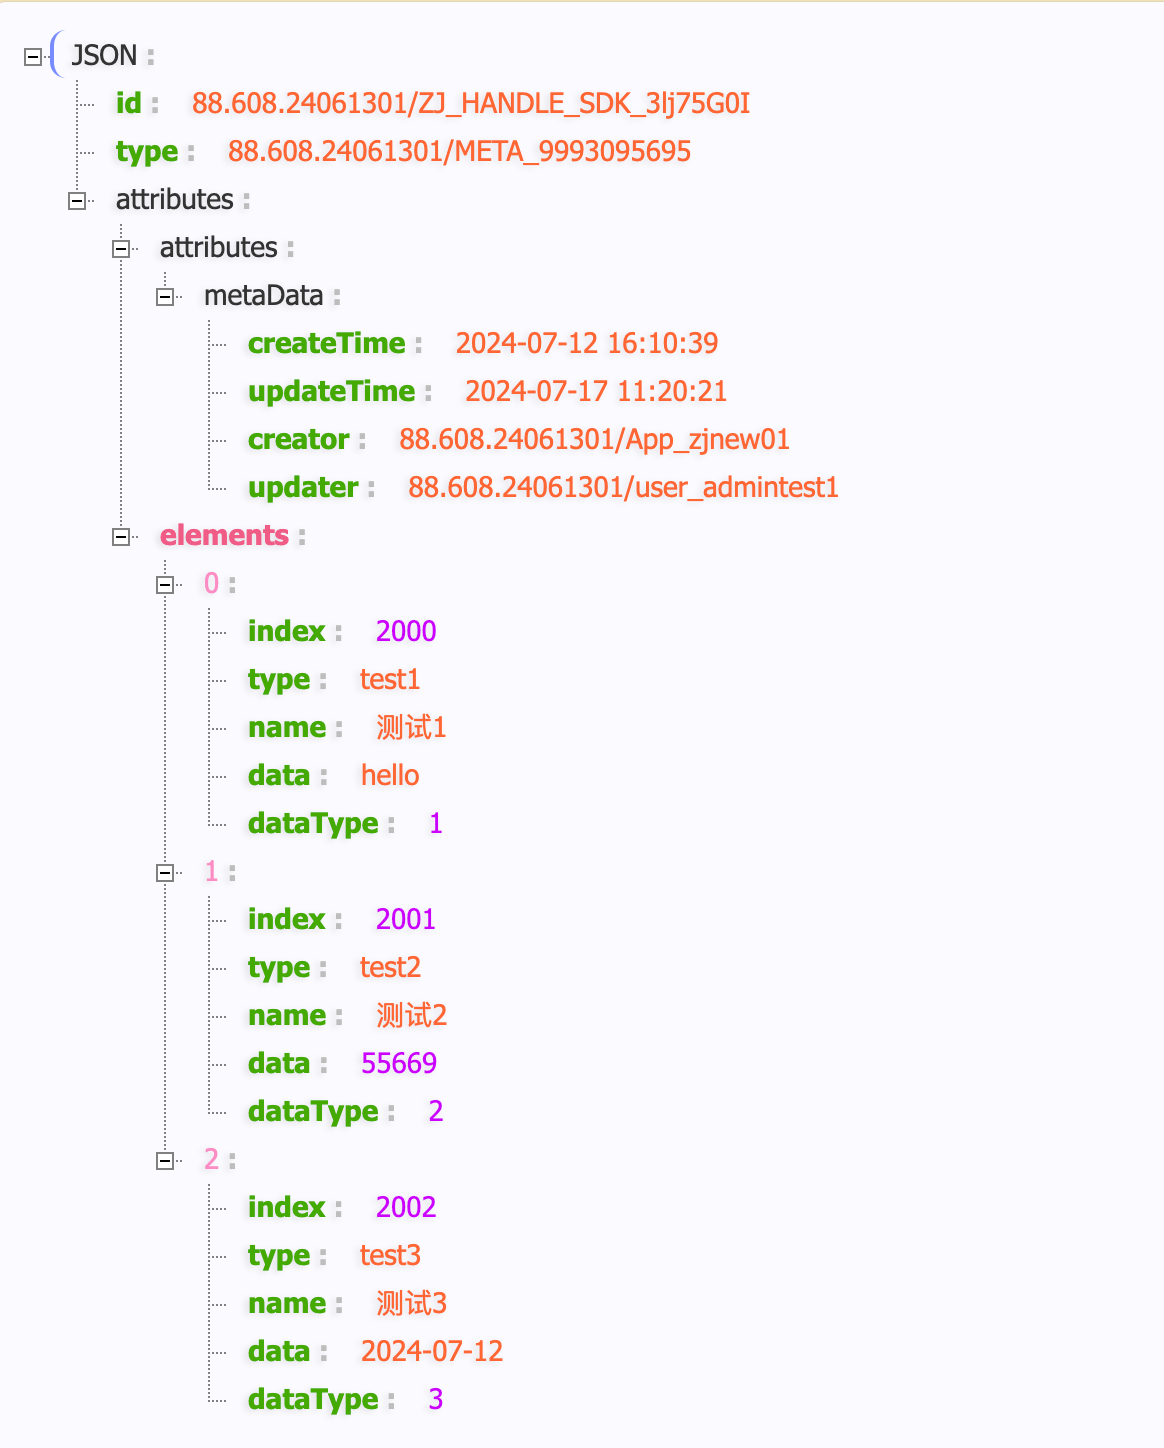 JSON :
id : 88.608.24061301/ZJ_HANDLE_SDK_3lj75G0I
type : 88.608.24061301/META_9993095695
attributes :
attributes :
metaData :
createTime : 2024-07-12 16:10:39
updateTime : 2024-07-17 11:20:21
creator : 88.608.24061301/App_zjnew01
updater : 88.608.24061301/user_admintest1
elements :
0 :
index : 2000
type : test1
name : 测试1
data : hello
dataType : 1
1 :
index : 2001
type : test2
name : 测试2
data : 55669
dataType : 2
2 :
index : 2002
type : test3
name : 测试3
data : 2024-07-12
dataType : 3